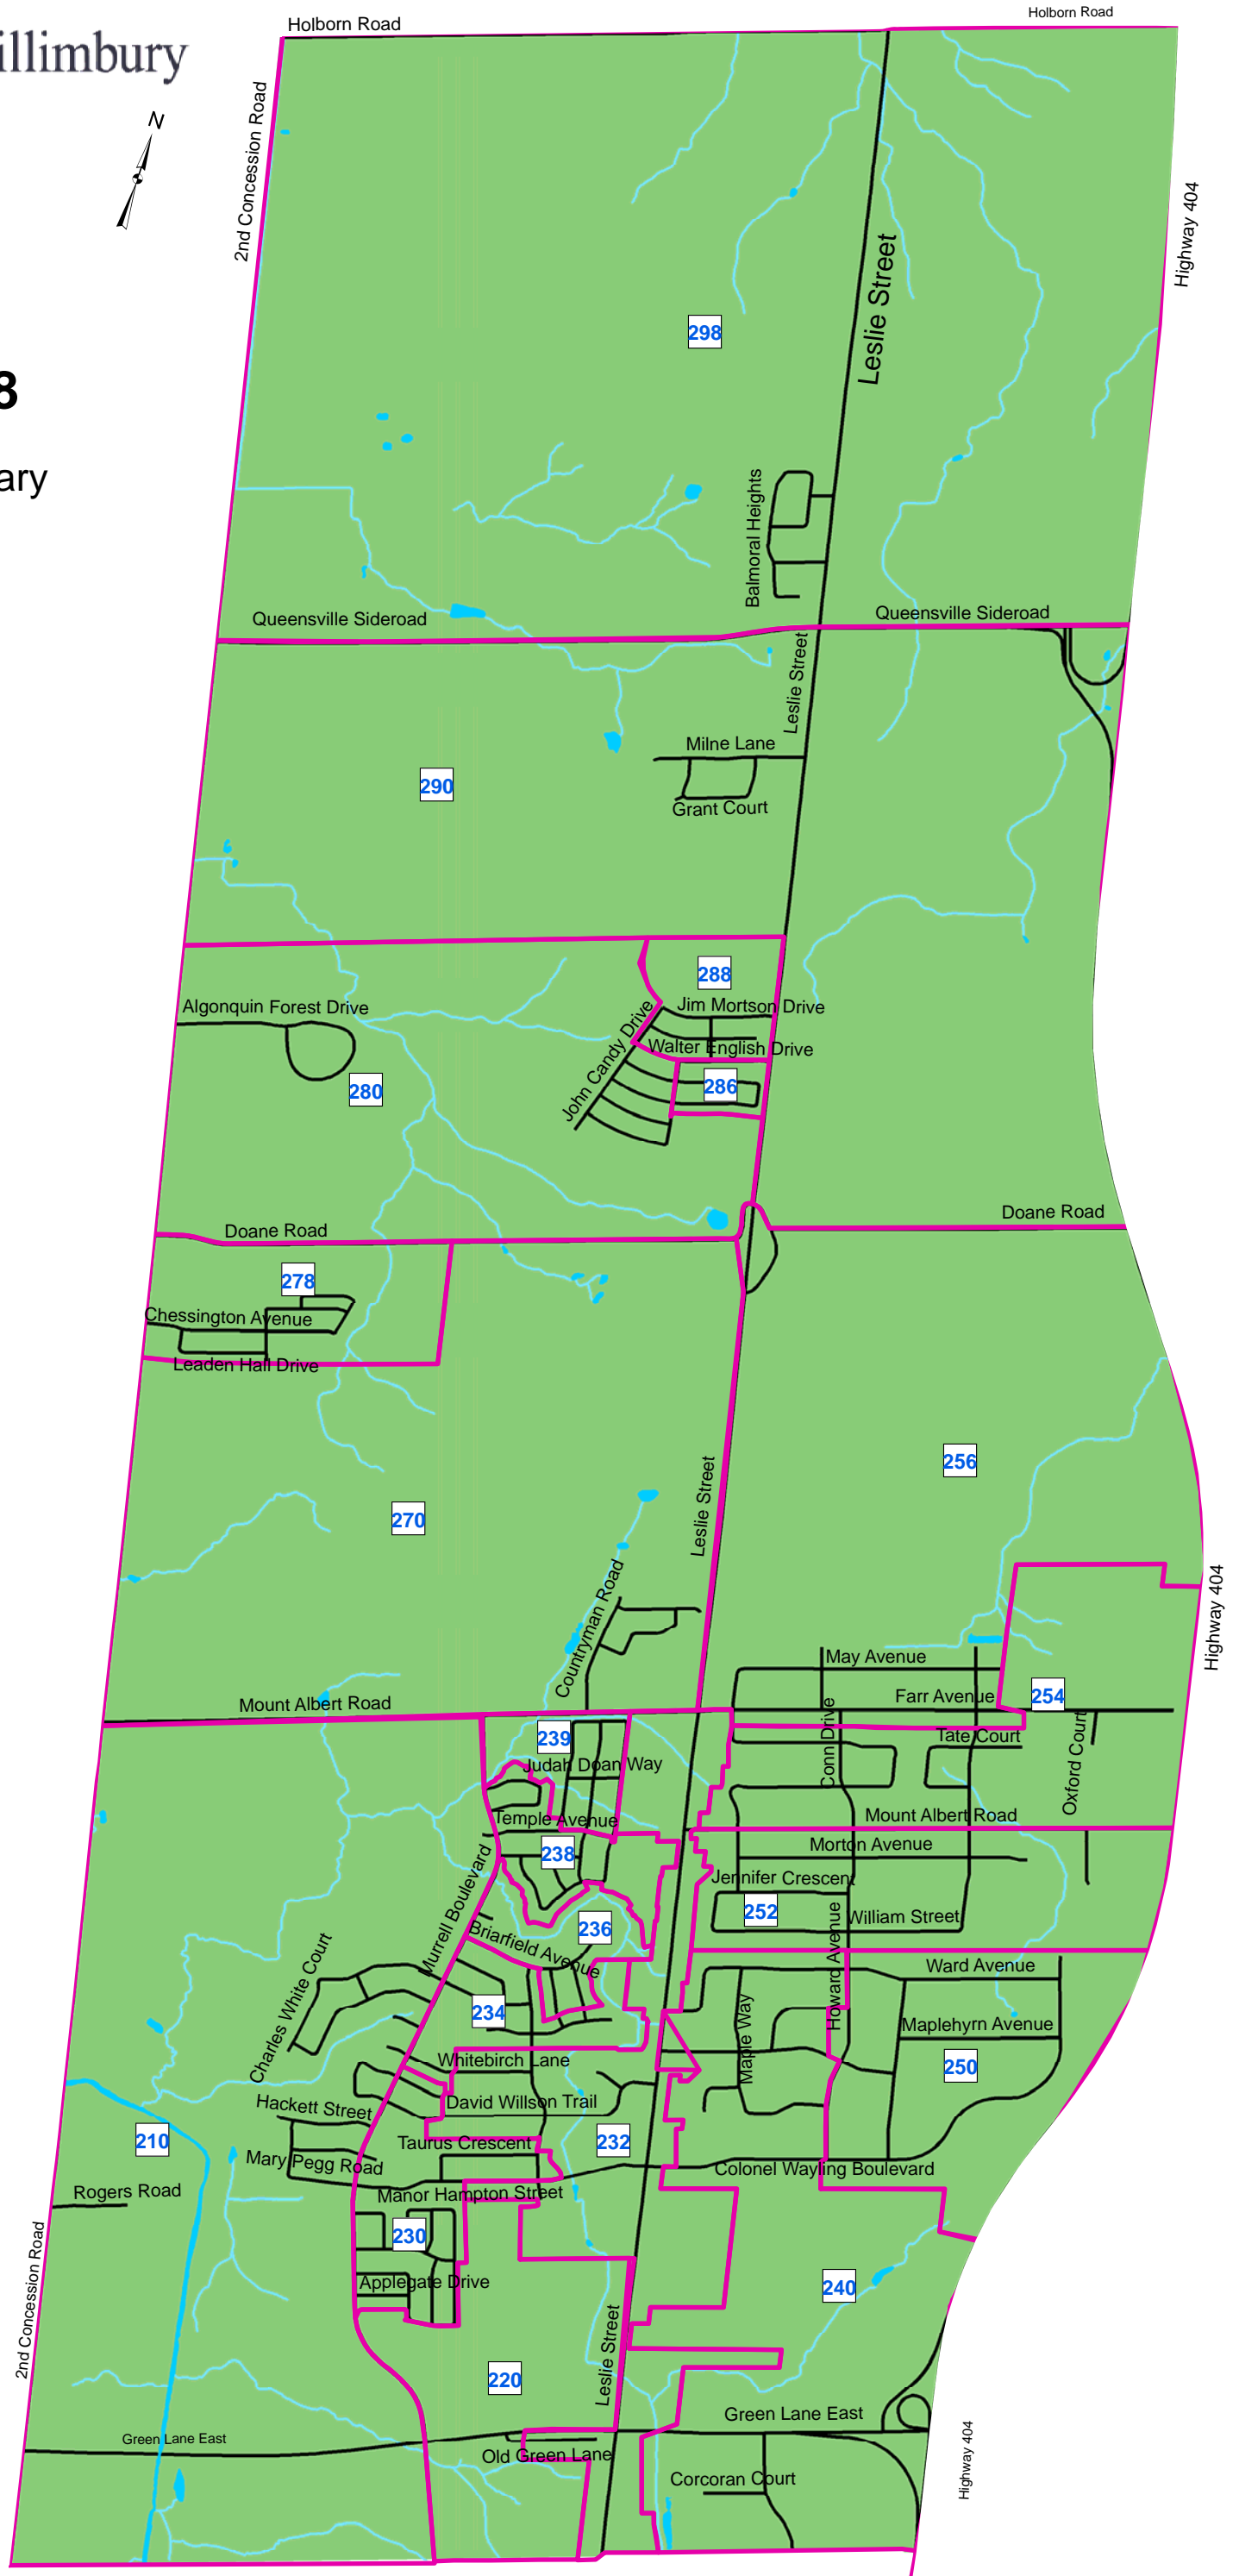 Holborn Road
Holborn Road
illimbury
N
2nd Concession Road
Highway 404
Leslie Street
298
8
ary
Balmoral Heights
Queensville Sideroad
Queensville Sideroad
Leslie Street
Milne Lane
290
Grant Court
288
Algonquin Forest Drive
Jim Mortson Drive
John Candy Drive
Walter English Drive
286
280
Doane Road
Doane Road
278
Chessington Avenue
Leaden Hall Drive
256
Leslie Street
270
Countryman Road
Highway 404
May Avenue
Farr Avenue
254
Mount Albert Road
Conn Drive
239
Tate Court
Oxford Court
Judah Doan Way
Temple Avenue
Mount Albert Road
238
Morton Avenue
Murrell Boulevard
Jennifer Crescent
252
William Street
236
Briarfield Avenue
Howard Avenue
Charles White Court
Ward Avenue
234
Maple Way
Maplehyrn Avenue
Whitebirch Lane
250
David Willson Trail
Hackett Street
210
Taurus Crescent
232
Mary Pegg Road
Colonel Wayling Boulevard
Rogers Road
Manor Hampton Street
230
2nd Concession Road
Applegate Drive
240
Leslie Street
220
Green Lane East
Green Lane East
Old Green Lane
Highway 404
Corcoran Court